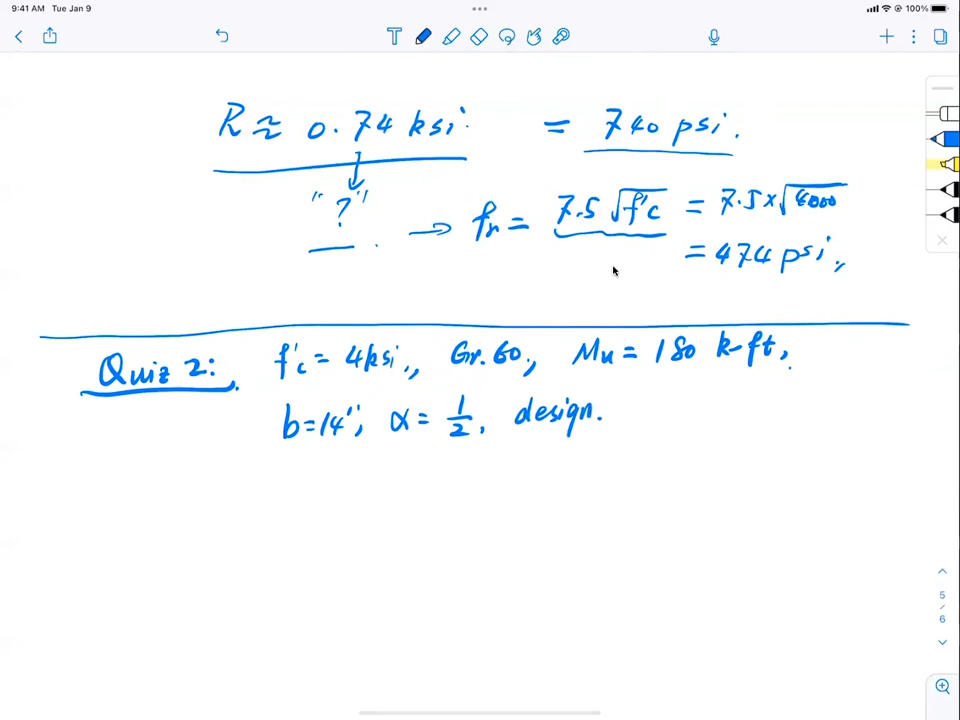 9:41 AM Tue Jan 9
100%
R ≈ 0.74 ksi. = 740 psi.
"?" → fr = 7.5 √f'c = 7.5 x √4000
= 474 psi,,
Quiz 2: f'c = 4ksi,, Gr. 60,, Mu = 180 k-ft,
b = 14", α = 1/2, design.
5
/
6